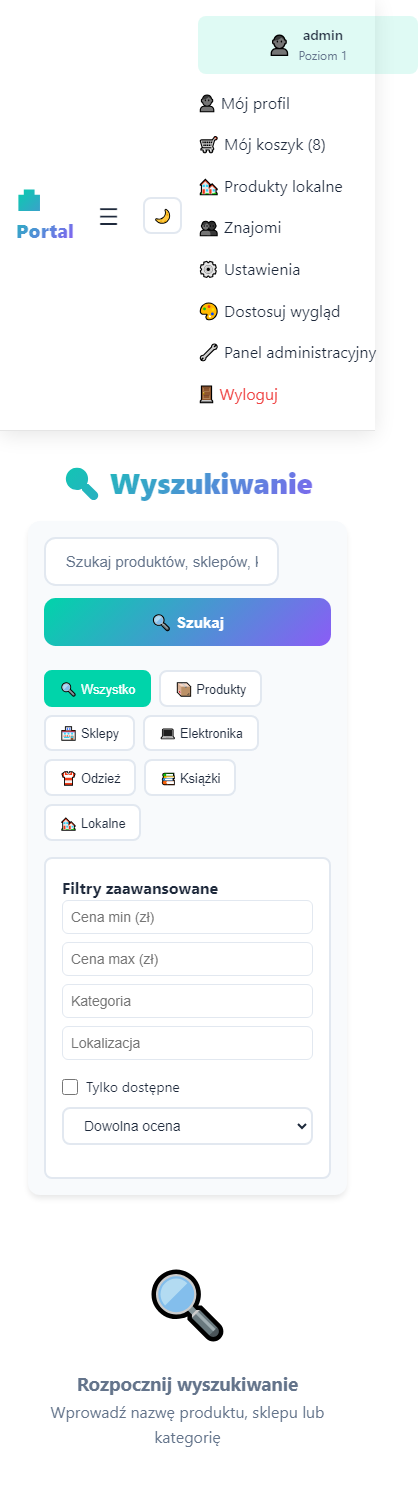 admin
Poziom 1
Mój profil
Mój koszyk (8)
Produkty lokalne
Portal
Znajomi
Ustawienia
Dostosuj wygląd
Panel administracyjny
Wyloguj
Wyszukiwanie
Szukaj produktów, sklepów,
Szukaj
Wszystko
Produkty
Sklepy
Elektronika
Odzież
Książki
Lokalne
Filtry zaawansowane
Cena min (zł)
Cena max (zł)
Kategoria
Lokalizacja
Tylko dostępne
Dowolna ocena
Rozpocznij wyszukiwanie
Wprowadź nazwę produktu, sklepu lub
kategorię